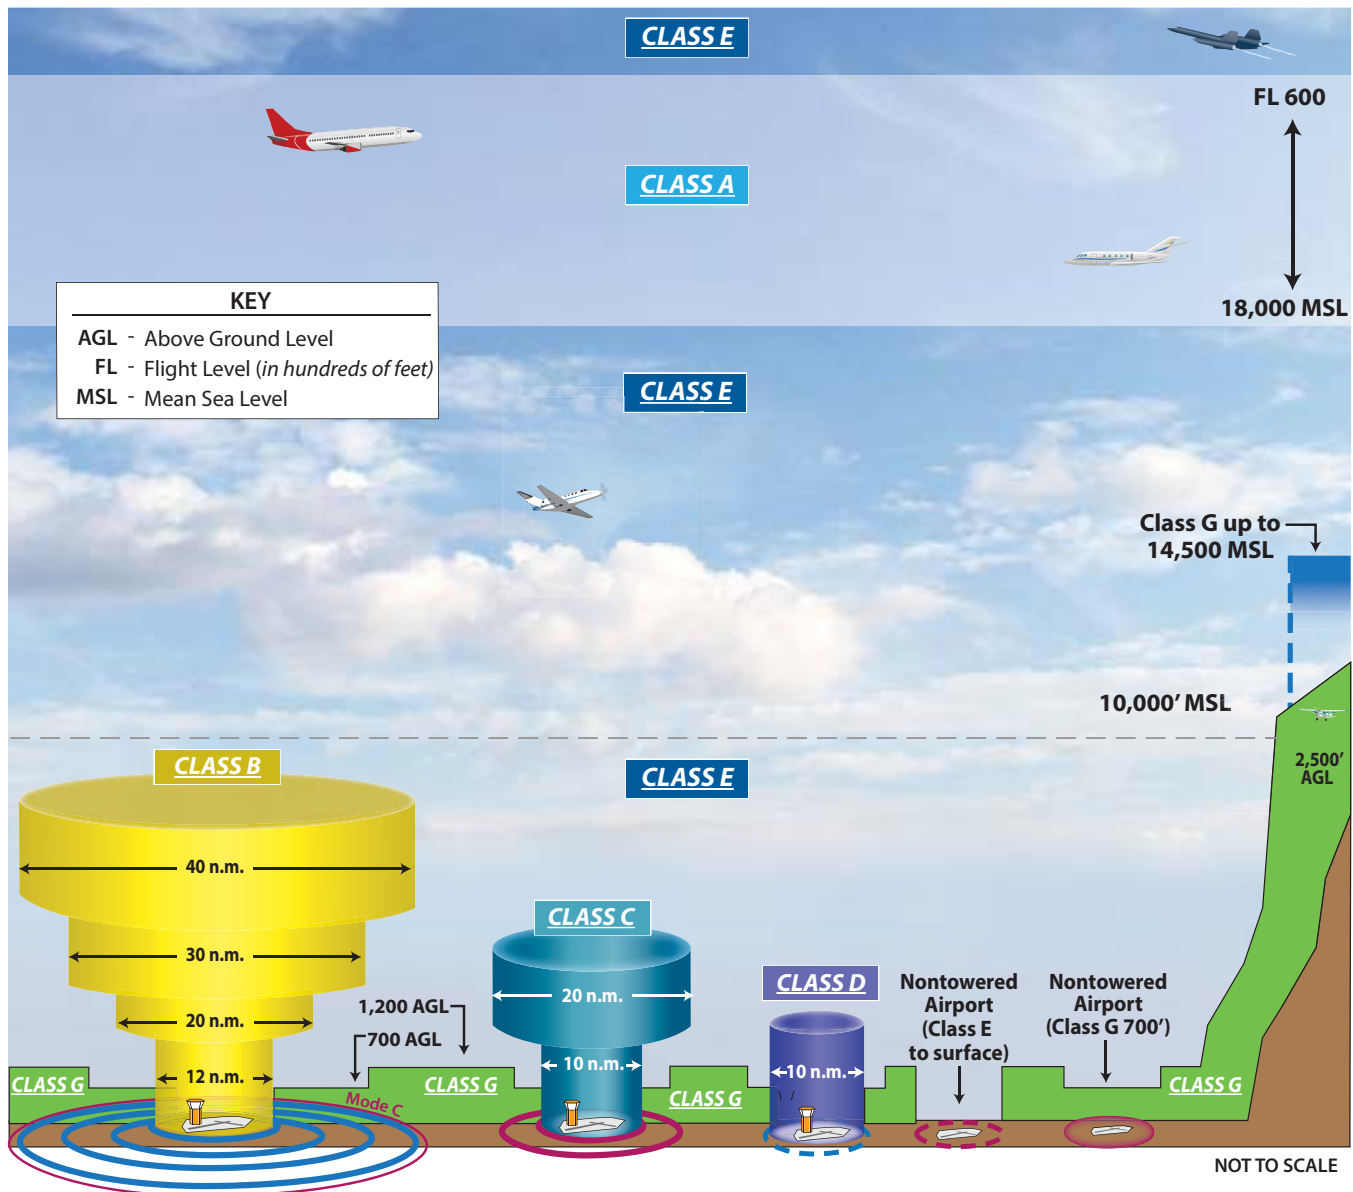 CLASS E
FL 600
CLASS A
18,000 MSL
KEY
AGL - Above Ground Level
FL - Flight Level (in hundreds of feet)
MSL - Mean Sea Level
CLASS E
Class G up to
14,500 MSL
10,000’ MSL
CLASS B
CLASS E
2,500’
AGL
40 n.m.
30 n.m.
20 n.m.
12 n.m.
1,200 AGL
700 AGL
CLASS C
20 n.m.
10 n.m.
CLASS D
10 n.m.
Nontowered
Airport
(Class E
to surface)
Nontowered
Airport
(Class G 700’)
CLASS G
CLASS G
CLASS G
CLASS G
Mode C
NOT TO SCALE